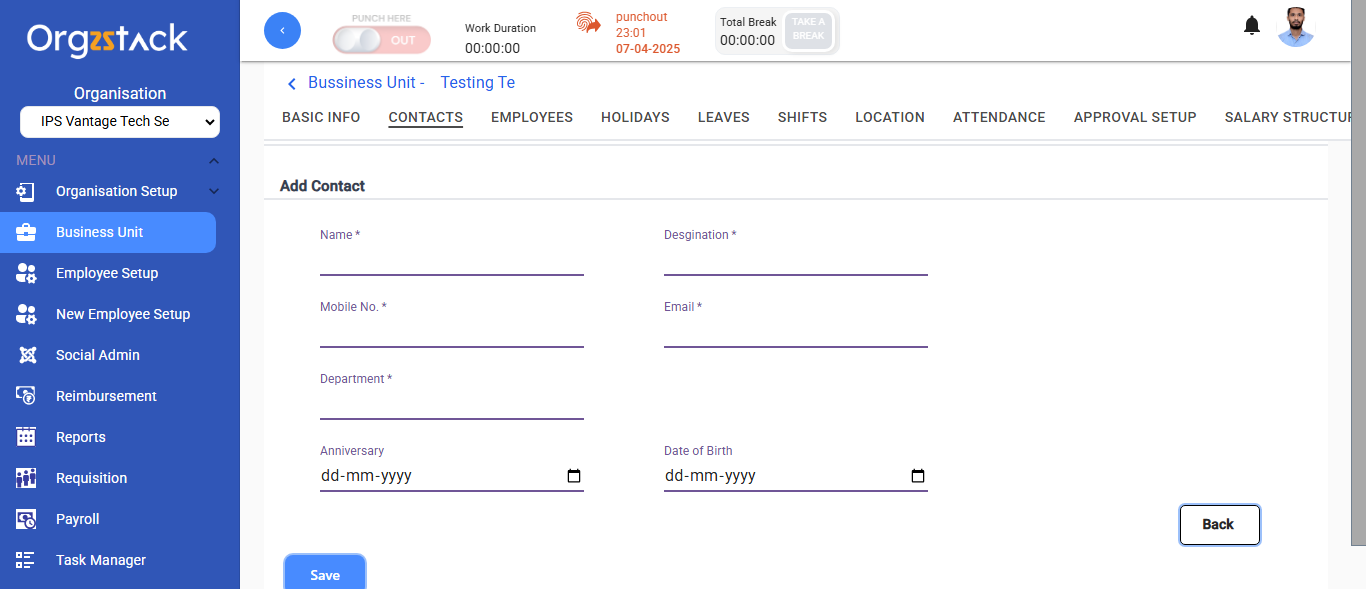 Orgzstack
Organisation
IPS Vantage Tech Se
MENU
Organisation Setup
Business Unit
Employee Setup
New Employee Setup
Social Admin
Reimbursement
Reports
Requisition
Payroll
Task Manager
PUNCH HERE
OUT
Work Duration
00:00:00
punchout
23:01
07-04-2025
Total Break
00:00:00
TAKE A
BREAK
Bussiness Unit - Testing Te
BASIC INFO CONTACTS EMPLOYEES HOLIDAYS LEAVES SHIFTS LOCATION ATTENDANCE APPROVAL SETUP SALARY STRUCTUR
Add Contact
Name * Desgination *
Mobile No. * Email *
Department *
Anniversary Date of Birth
dd-mm-yyyy dd-mm-yyyy
Back
Save